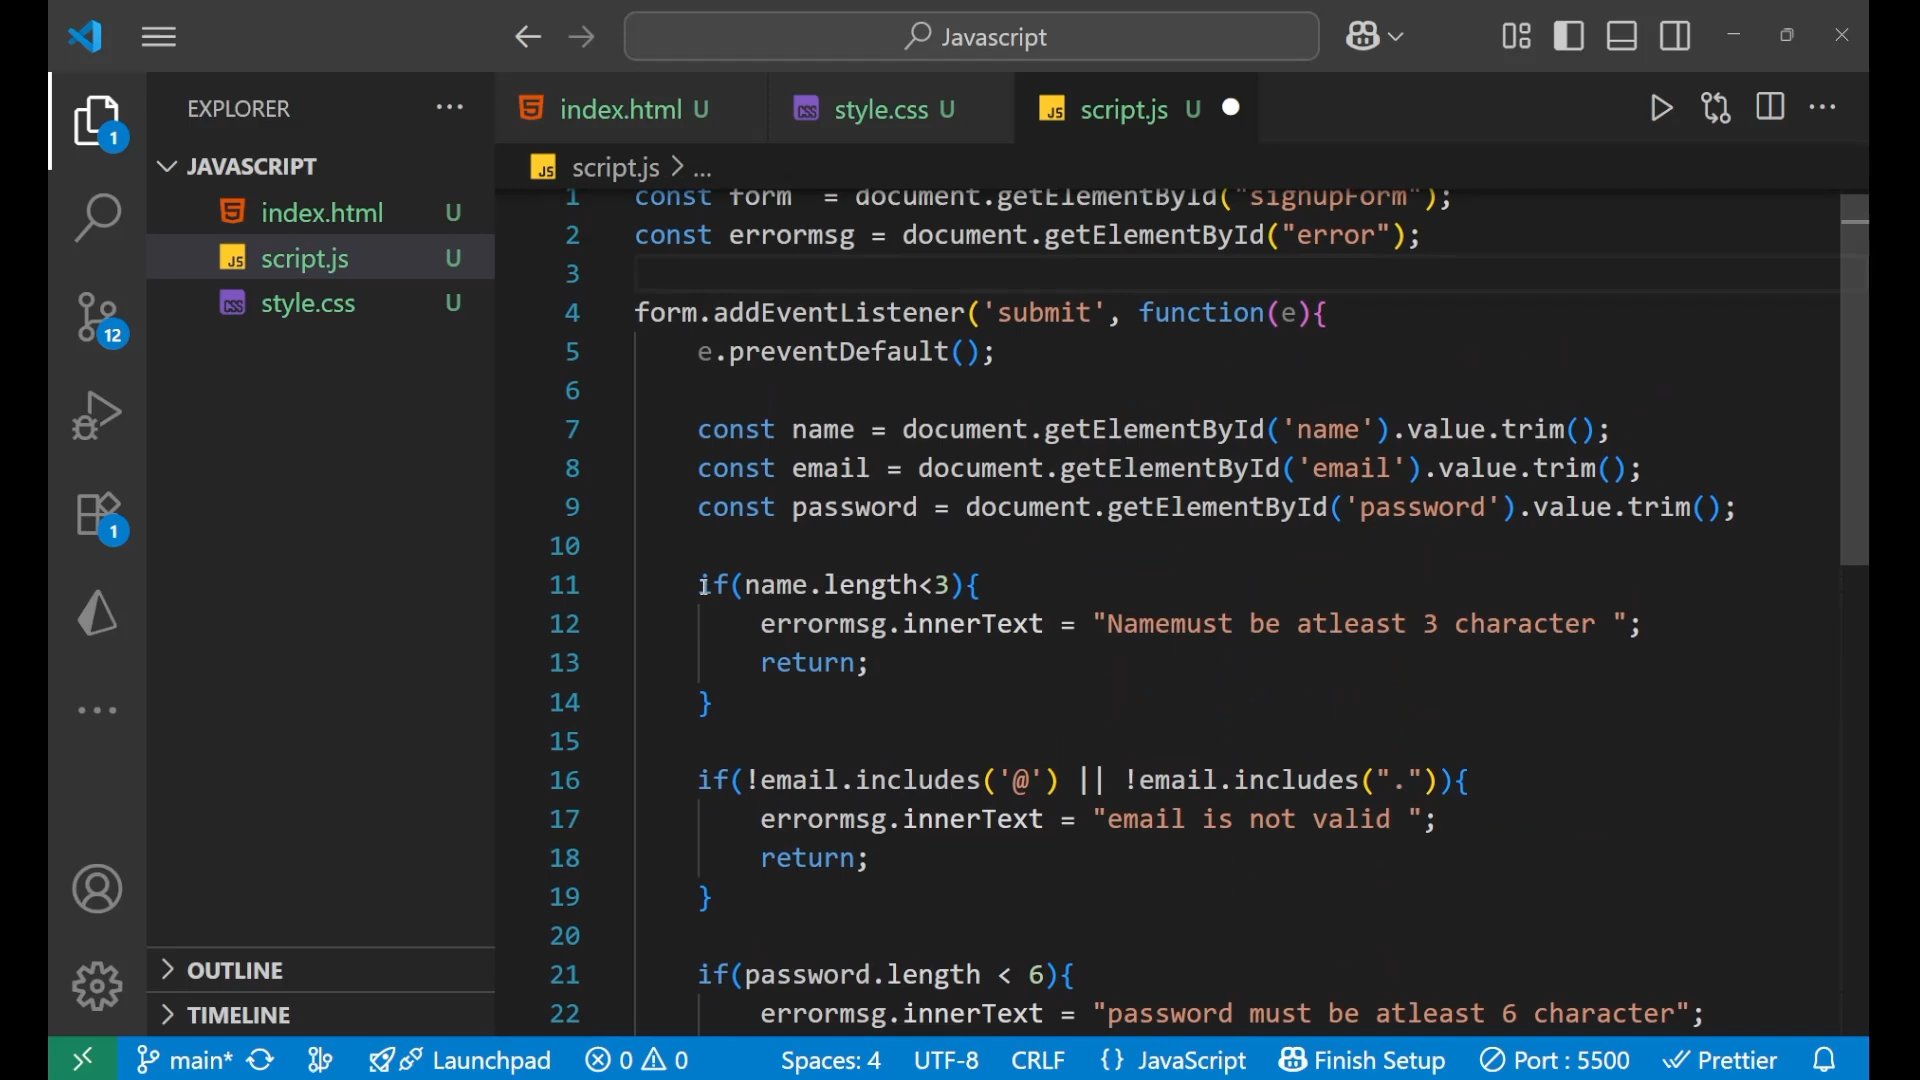 Javascript
EXPLORER
JAVASCRIPT
index.html U
script.js U
style.css U
OUTLINE
TIMELINE
1
12
1
index.html U
style.css U
script.js U
script.js > ...
1 const form  = document.getElementById("signupForm");
2 const errormsg = document.getElementById("error");
3
4 form.addEventListener('submit', function(e){
5     e.preventDefault();
6
7     const name = document.getElementById('name').value.trim();
8     const email = document.getElementById('email').value.trim();
9     const password = document.getElementById('password').value.trim();
10
11     if(name.length<3){
12         errormsg.innerText = "Namemust be atleast 3 character ";
13         return;
14     }
15
16     if(!email.includes('@') || !email.includes(".")){
17         errormsg.innerText = "email is not valid ";
18         return;
19     }
20
21     if(password.length < 6){
22         errormsg.innerText = "password must be atleast 6 character";
main* Launchpad 0 0 Spaces: 4 UTF-8 CRLF {} JavaScript Finish Setup Port : 5500 Prettier